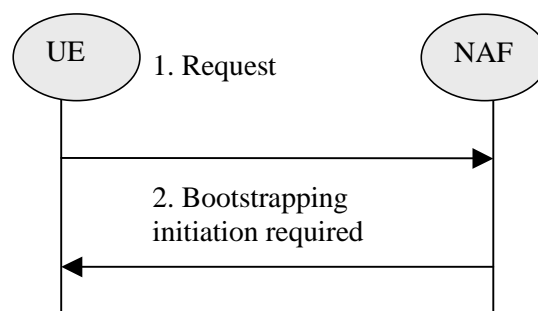 UE
NAF
1. Request
2. Bootstrapping
initiation required